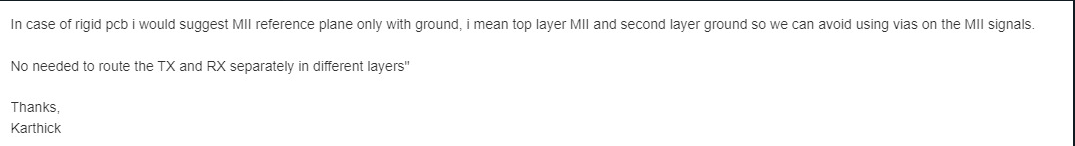 In case of rigid pcb i would suggest MII reference plane only with ground, i mean top layer MII and second layer ground so we can avoid using vias on the MII signals.
No needed to route the TX and RX separately in different layers"
Thanks,
Karthick